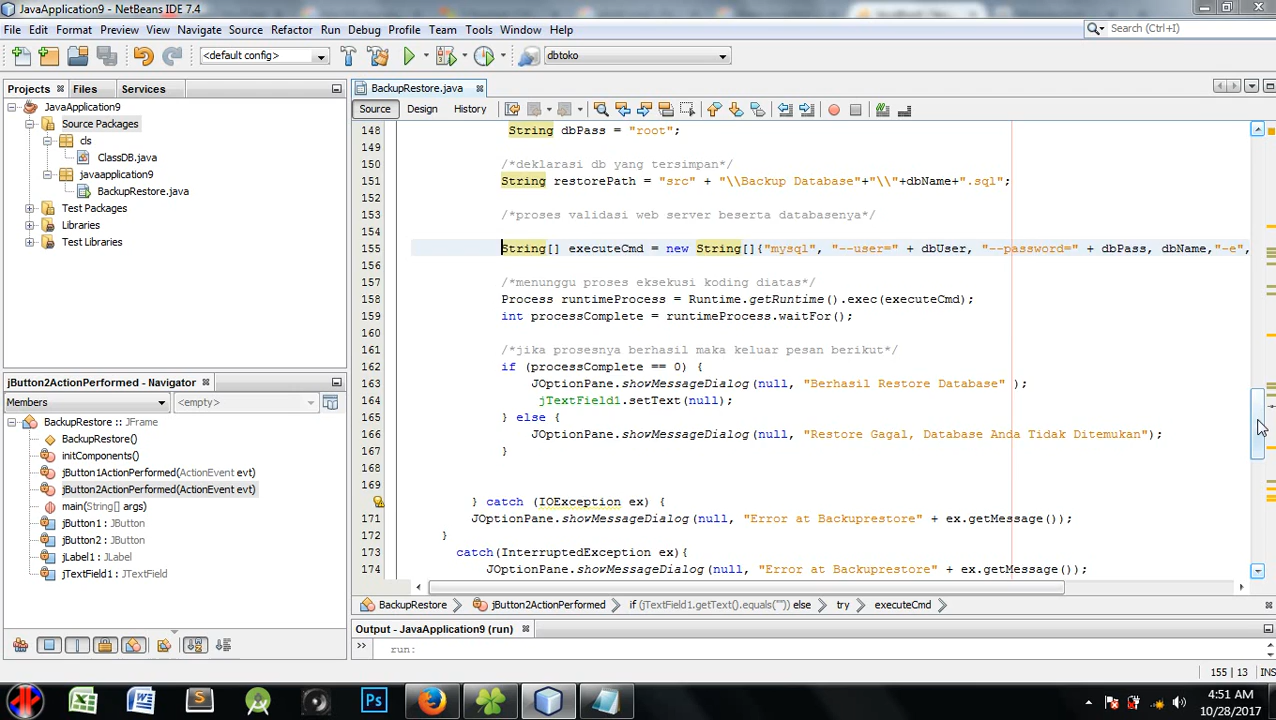 JavaApplication9 - NetBeans IDE 7.4
File Edit Format Preview View Navigate Source Refactor Run Debug Profile Team Tools Window Help
Search (Ctrl+I)
<default config>
dbtoko
Projects Files Services
JavaApplication9
Source Packages
cls
ClassDB.java
javaapplication9
BackupRestore.java
Test Packages
Libraries
Test Libraries
jButton2ActionPerformed - Navigator
Members
<empty>
BackupRestore :: JFrame
BackupRestore()
initComponents()
jButton1ActionPerformed(ActionEvent evt)
jButton2ActionPerformed(ActionEvent evt)
main(String[] args)
jButton1 : JButton
jButton2 : JButton
jLabel1 : JLabel
jTextField1 : JTextField
BackupRestore.java
Source Design History
148 String dbPass = "root";
149
150 /*deklarasi db yang tersimpan*/
151 String restorePath = "src" + "\\Backup Database"+"\\"+dbName+".sql";
152
153 /*proses validasi web server beserta databasenya*/
154
155 String[] executeCmd = new String[]{"mysql", "--user=" + dbUser, "--password=" + dbPass, dbName,"-e",
156
157 /*menunggu proses eksekusi koding diatas*/
158 Process runtimeProcess = Runtime.getRuntime().exec(executeCmd);
159 int processComplete = runtimeProcess.waitFor();
160
161 /*jika prosesnya berhasil maka keluar pesan berikut*/
162 if (processComplete == 0) {
163 JOptionPane.showMessageDialog(null, "Berhasil Restore Database" );
164 jTextField1.setText(null);
165 } else {
166 JOptionPane.showMessageDialog(null, "Restore Gagal, Database Anda Tidak Ditemukan");
167 }
168
169
} catch (IOException ex) {
171 JOptionPane.showMessageDialog(null, "Error at Backuprestore" + ex.getMessage());
172 }
173 catch(InterruptedException ex){
174 JOptionPane.showMessageDialog(null, "Error at Backuprestore" + ex.getMessage());
BackupRestore jButton2ActionPerformed if (jTextField1.getText().equals("")) else try executeCmd
Output - JavaApplication9 (run)
run:
155 | 13 INS
Ps
4:51 AM
10/28/2017